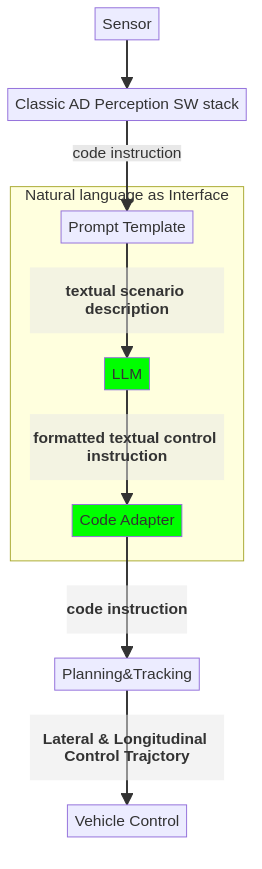 Sensor
Classic AD Perception SW stack
code instruction
Natural language as Interface
Prompt Template
textual scenario
description
LLM
formatted textual control
instruction
Code Adapter
code instruction
Planning&Tracking
Lateral & Longitudinal
Control Trajctory
Vehicle Control